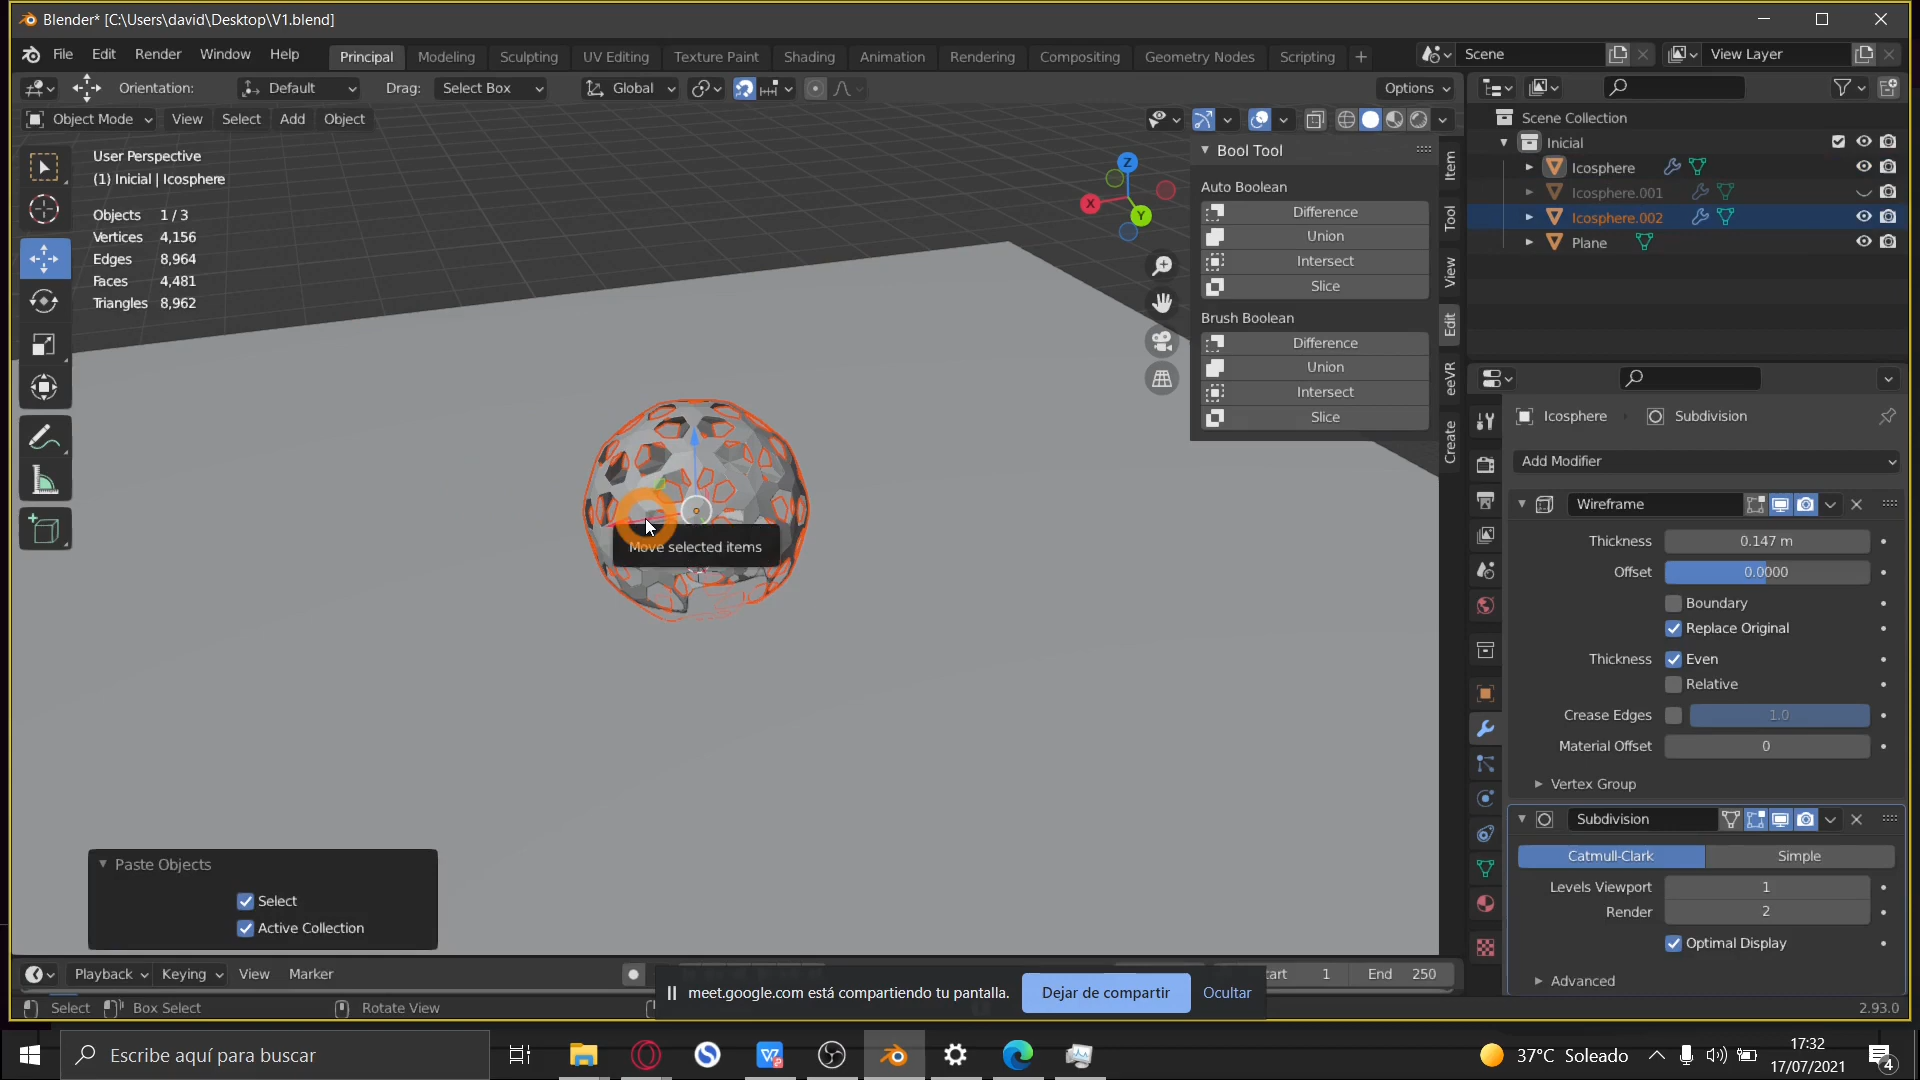 Blender* [C:\Users\david\Desktop\V1.blend]
File Edit Render Window Help
Principal Modeling Sculpting UV Editing Texture Paint Shading Animation Rendering Compositing Geometry Nodes Scripting +
Scene
View Layer
Orientation: Default Drag: Select Box Global Options
Object Mode View Select Add Object
User Perspective
(1) Inicial | Icosphere
Objects 1/3
Vertices 4,156
Edges 8,964
Faces 4,481
Triangles 8,962
Z
X
Y
Bool Tool
Auto Boolean
Difference
Union
Intersect
Slice
Brush Boolean
Difference
Union
Intersect
Slice
Item
Tool
View
Edit
eeVR
Create
Scene Collection
Inicial
Icosphere
Icosphere.001
Icosphere.002
Plane
Icosphere Subdivision
Add Modifier
Wireframe
Thickness 0.147 m
Offset 0.0000
Boundary
Replace Original
Thickness Even
Relative
Crease Edges 1.0
Material Offset 0
Vertex Group
Subdivision
Catmull-Clark Simple
Levels Viewport 1
Render 2
Optimal Display
Advanced
Move selected items
Paste Objects
Select
Active Collection
Playback Keying View Marker
1 End 250
Select Box Select Rotate View
meet.google.com está compartiendo tu pantalla. Dejar de compartir Ocultar
2.93.0
Escribe aquí para buscar
37°C Soleado
17:32
17/07/2021
4